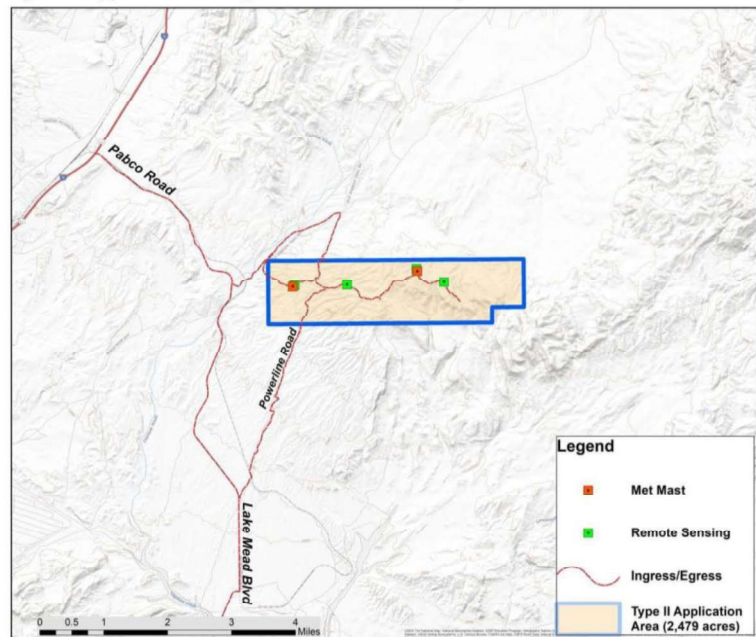 Pabco Road
Powerline Road
Lake Mead Blvd
Legend
Met Mast
Remote Sensing
Ingress/Egress
Type II Application
Area (2,479 acres)
0 0.5 1 2 3 4
Miles